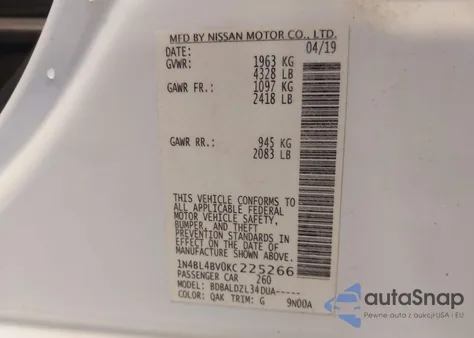 MFD BY NISSAN MOTOR CO., LTD.
DATE: 04/19
GVWR: 1963 KG
4328 LB
GAWR FR.: 1097 KG
2418 LB
GAWR RR.: 945 KG
2083 LB
THIS VEHICLE CONFORMS TO
ALL APPLICABLE FEDERAL
MOTOR VEHICLE SAFETY,
BUMPER, AND THEFT
PREVENTION STANDARDS IN
EFFECT ON THE DATE OF
MANUFACTURE SHOWN ABOVE.
1N4BL4BV0KC225266
PASSENGER CAR 260
MODEL: BDBALDZL34DUA-----
COLOR: QAK TRIM: G 9N00A
autaSnap
Pewne auta z aukcji USA i